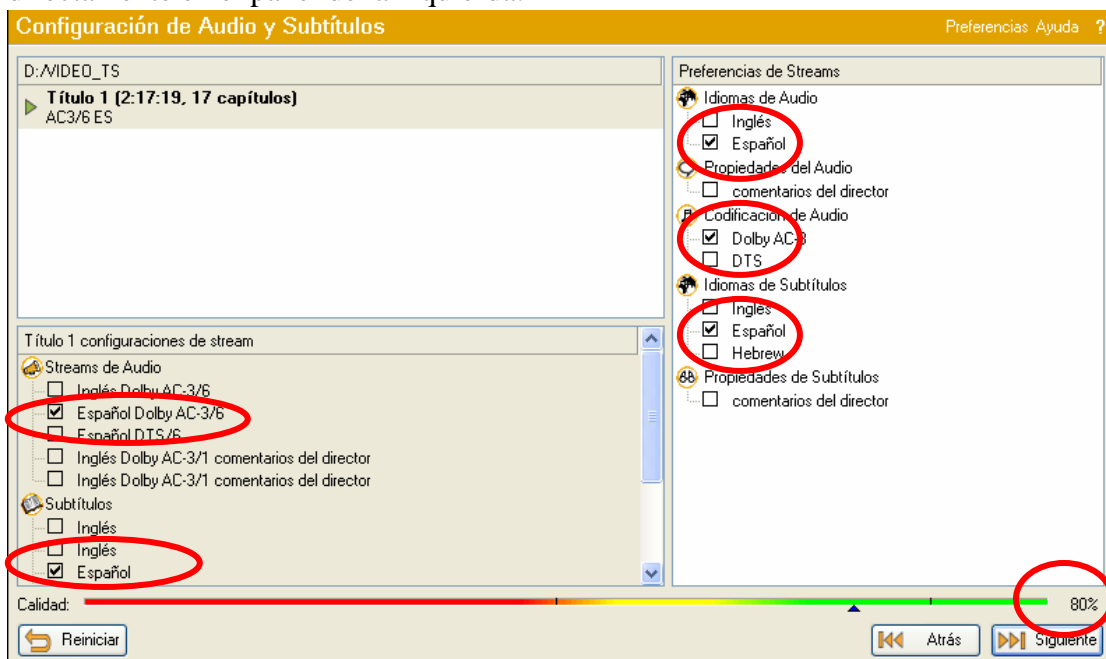 Configuración de Audio y Subtítulos
Preferencias Ayuda ?
D:/VIDEO_TS
Título 1 (2:17:19, 17 capítulos)
AC3/6 ES
Preferencias de Streams
Idiomas de Audio
Inglés
Español
Propiedades del Audio
comentarios del director
Codificación de Audio
Dolby AC-3
DTS
Idiomas de Subtítulos
Inglés
Español
Hebrew
Propiedades de Subtítulos
comentarios del director
Título 1 configuraciones de stream
Streams de Audio
Inglés Dolby AC-3/6
Español Dolby AC-3/6
Español DTS/6
Inglés Dolby AC-3/1 comentarios del director
Inglés Dolby AC-3/1 comentarios del director
Subtítulos
Inglés
Inglés
Español
Calidad:
80%
Reiniciar
Atrás
Siguiente